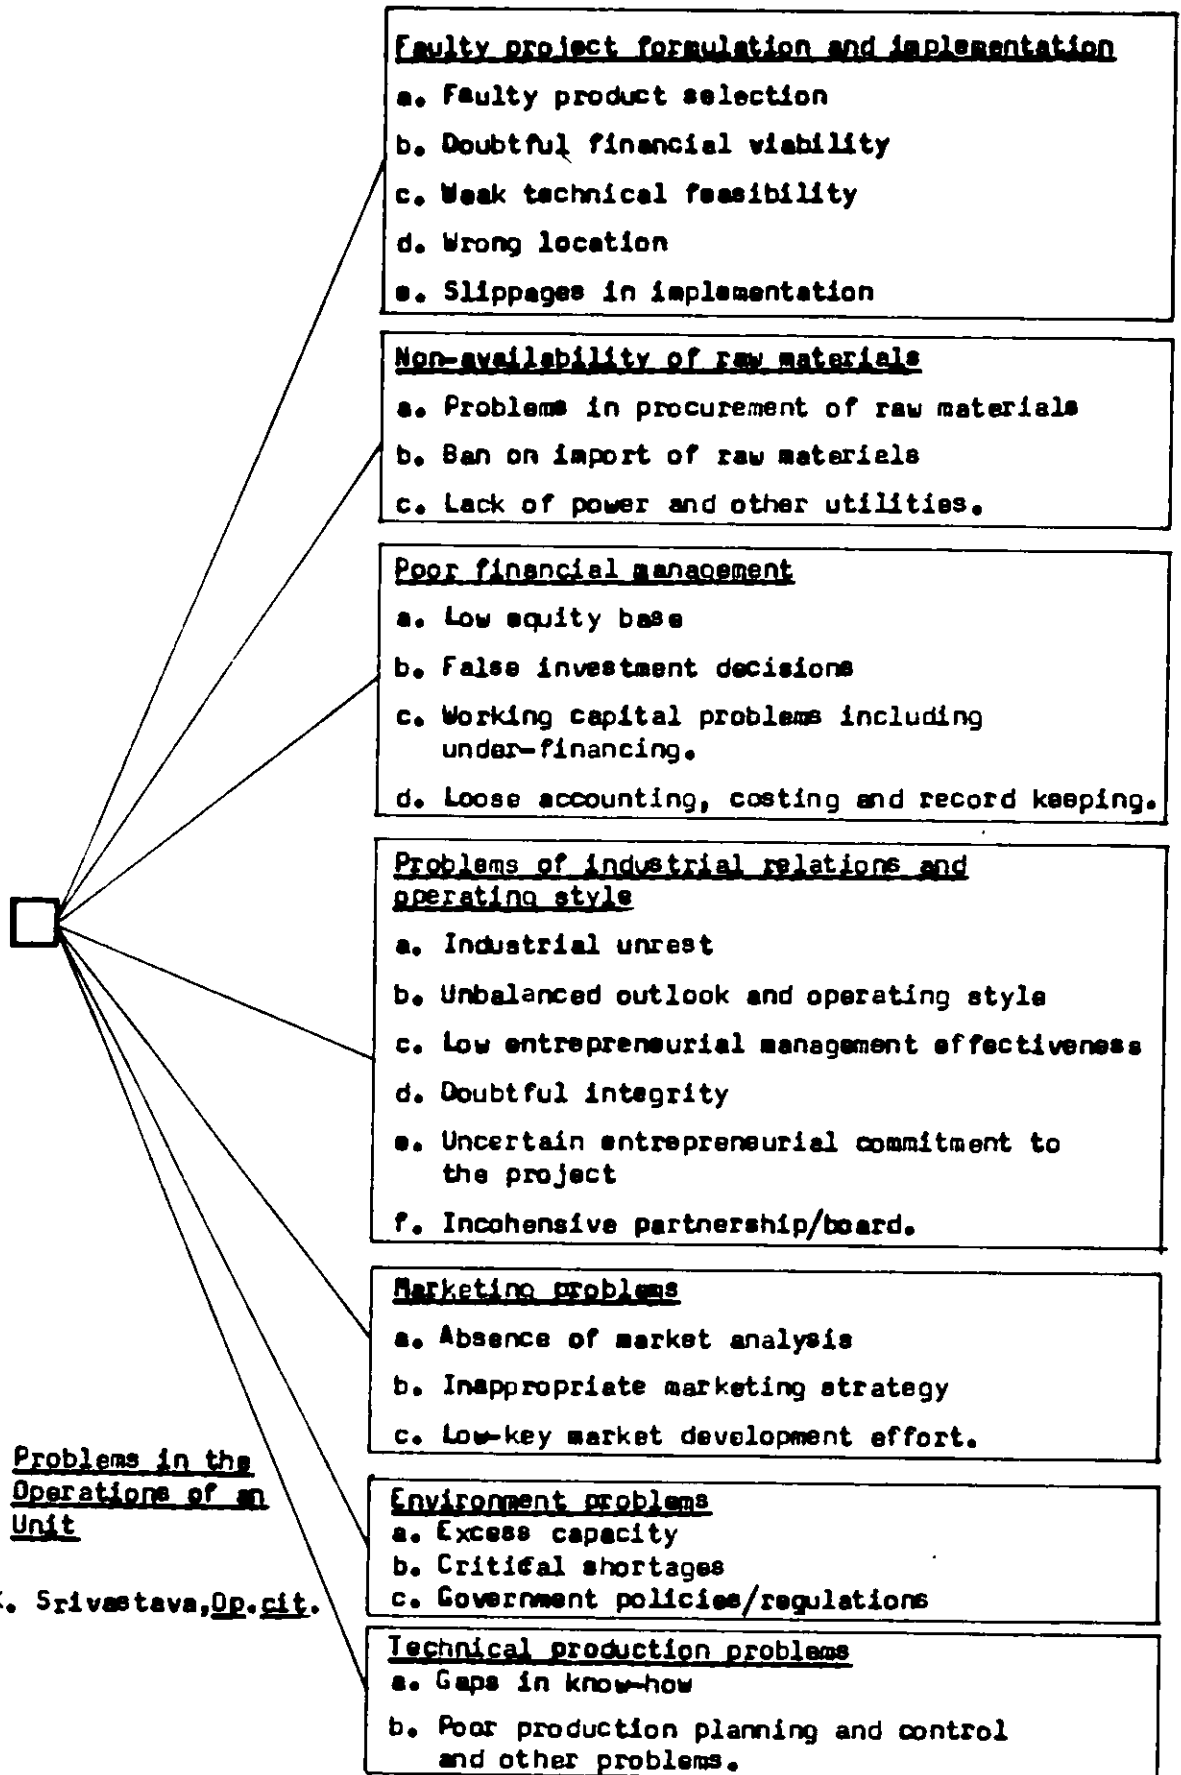 Faulty project formulation and implementation
a. Faulty product selection
b. Doubtful financial viability
c. Weak technical feasibility
d. Wrong location
e. Slippages in implementation
Non-availability of raw materials
a. Problems in procurement of raw materials
b. Ban on import of raw materials
c. Lack of power and other utilities.
Poor financial management
a. Low equity base
b. False investment decisions
c. Working capital problems including
under-financing.
d. Loose accounting, costing and record keeping.
Problems of industrial relations and
operating style
a. Industrial unrest
b. Unbalanced outlook and operating style
c. Low entrepreneurial management effectiveness
d. Doubtful integrity
e. Uncertain entrepreneurial commitment to
the project
f. Incohensive partnership/board.
Marketing problems
a. Absence of market analysis
b. Inappropriate marketing strategy
c. Low-key market development effort.
Environment problems
a. Excess capacity
b. Critical shortages
c. Government policies/regulations
Technical production problems
a. Gaps in know-how
b. Poor production planning and control
and other problems.
Problems in the
Operations of an
Unit
K. Srivastava, Op.cit.